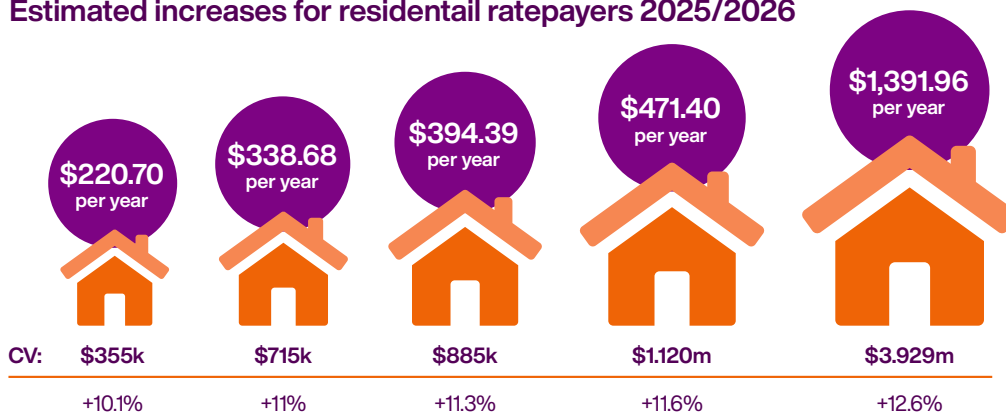 Estimated increases for residentail ratepayers 2025/2026
$220.70
per year
$338.68
per year
$394.39
per year
$471.40
per year
$1,391.96
per year
CV: $355k $715k $885k $1.120m $3.929m
+10.1% +11% +11.3% +11.6% +12.6%